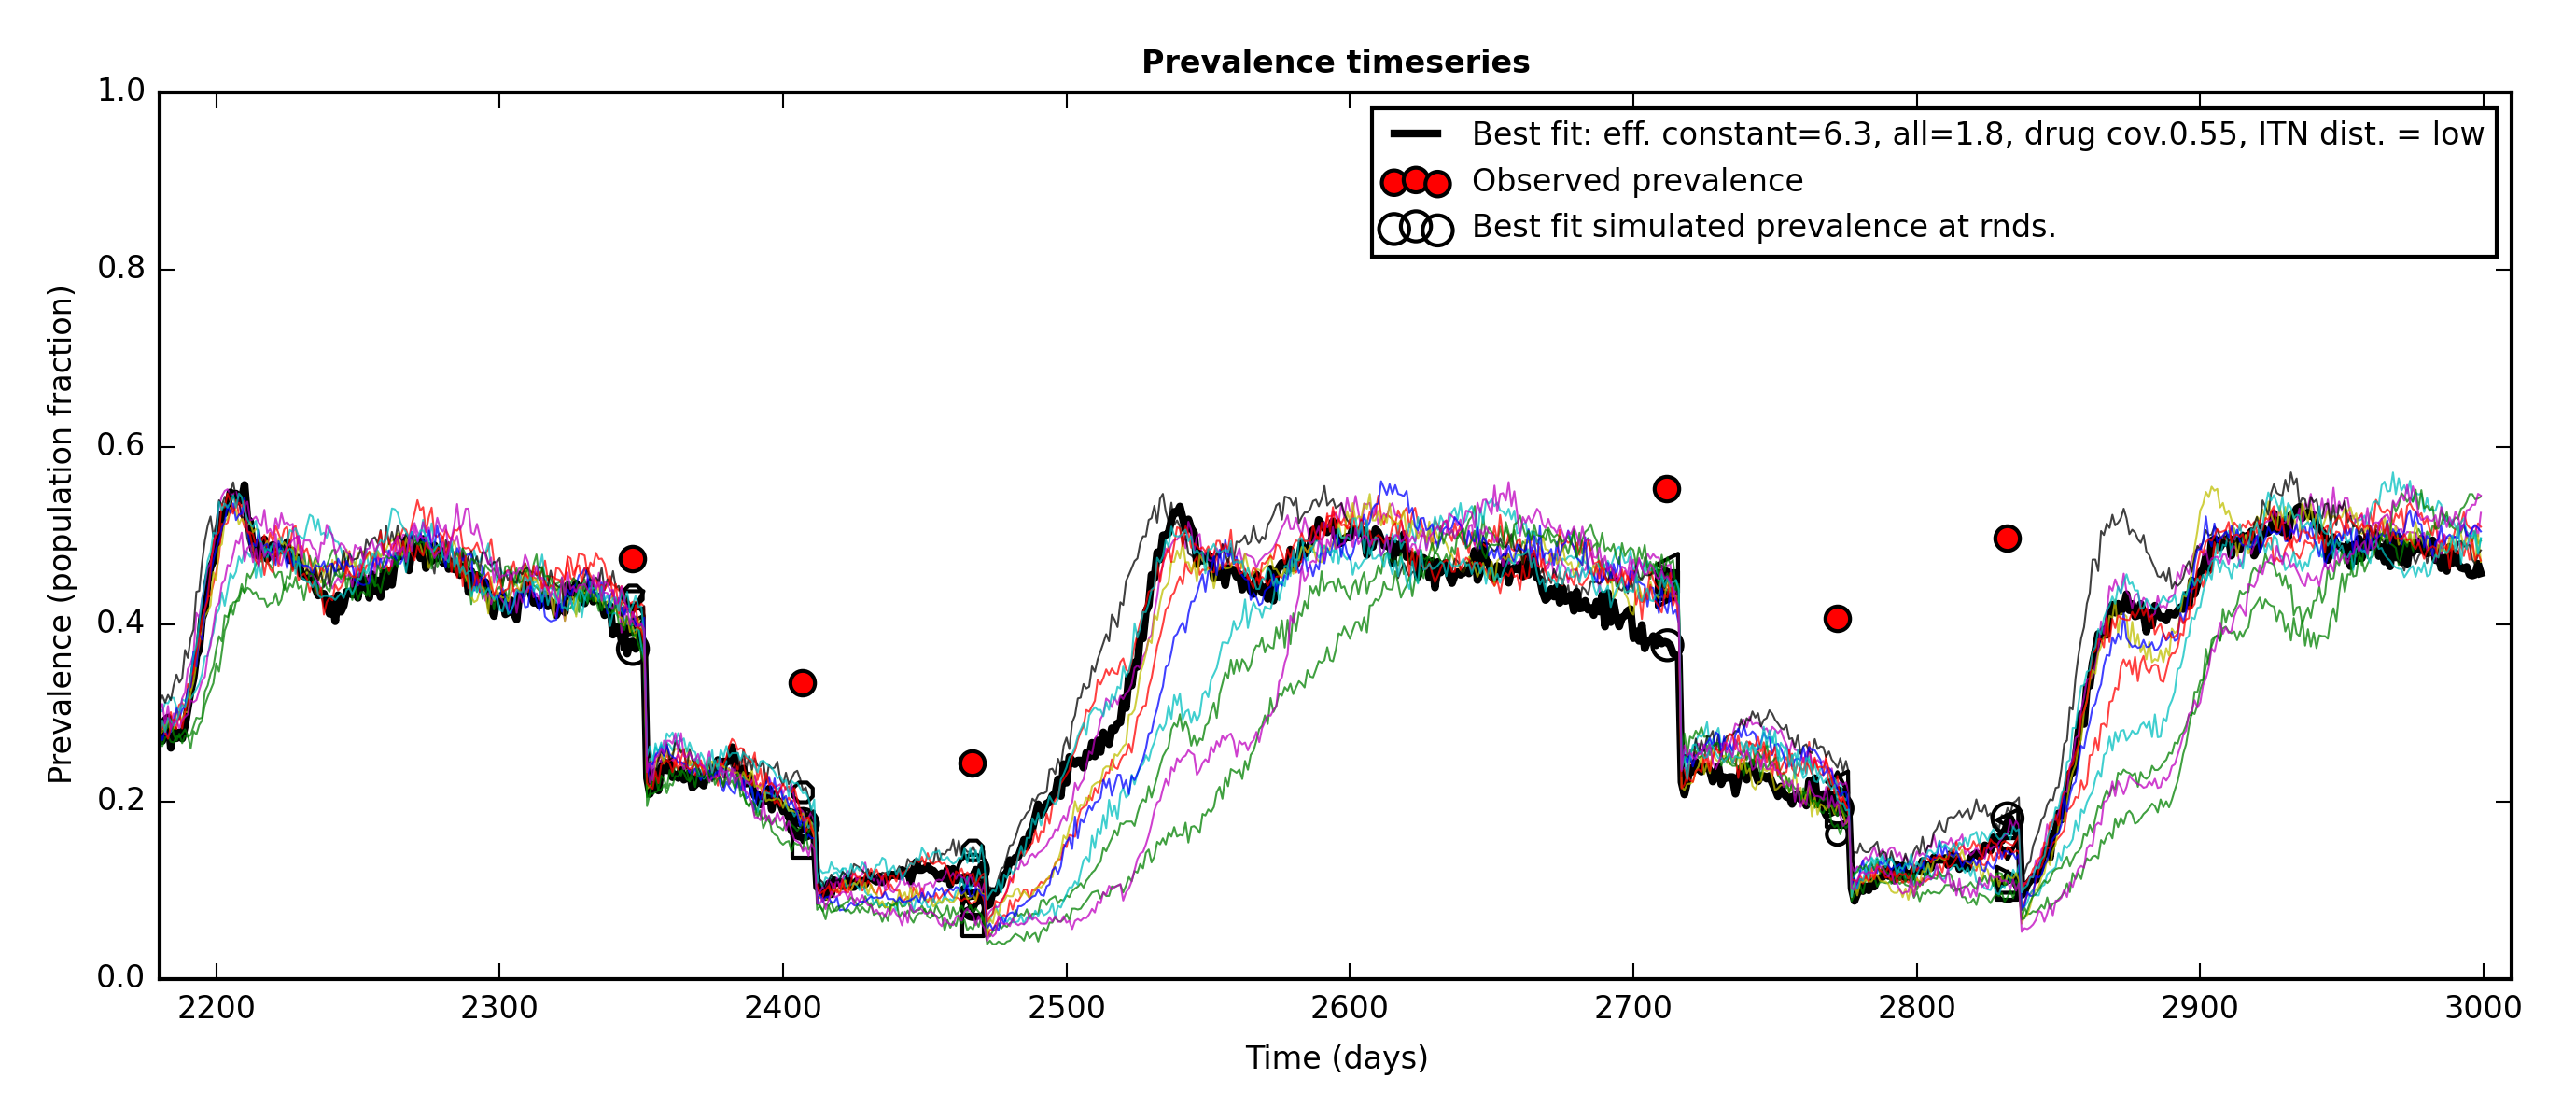 Prevalence timeseries
1.0
0.8
0.6
0.4
0.2
0.0
Prevalence (population fraction)
Best fit: eff. constant=6.3, all=1.8, drug cov.0.55, ITN dist. = low
Observed prevalence
Best fit simulated prevalence at rnds.
2200 2300 2400 2500 2600 2700 2800 2900 3000
Time (days)